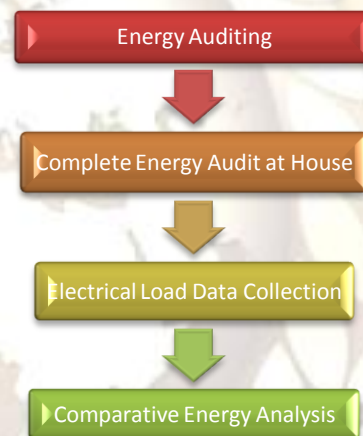 Energy Auditing
Complete Energy Audit at House
Electrical Load Data Collection
Comparative Energy Analysis